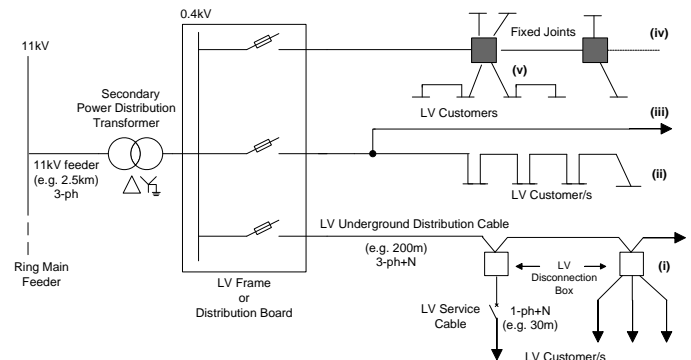 0.4kV
11kV
Fixed Joints
(iv)
Secondary
Power Distribution
Transformer
(v)
LV Customers
(iii)
11kV feeder
(e.g. 2.5km)
3-ph
(ii)
LV Customer/s
LV Underground Distribution Cable
(e.g. 200m)
3-ph+N
Ring Main
Feeder
LV Frame
or
Distribution Board
LV
Disconnection
Box
(i)
LV Service
Cable
1-ph+N
(e.g. 30m)
LV Customer/s